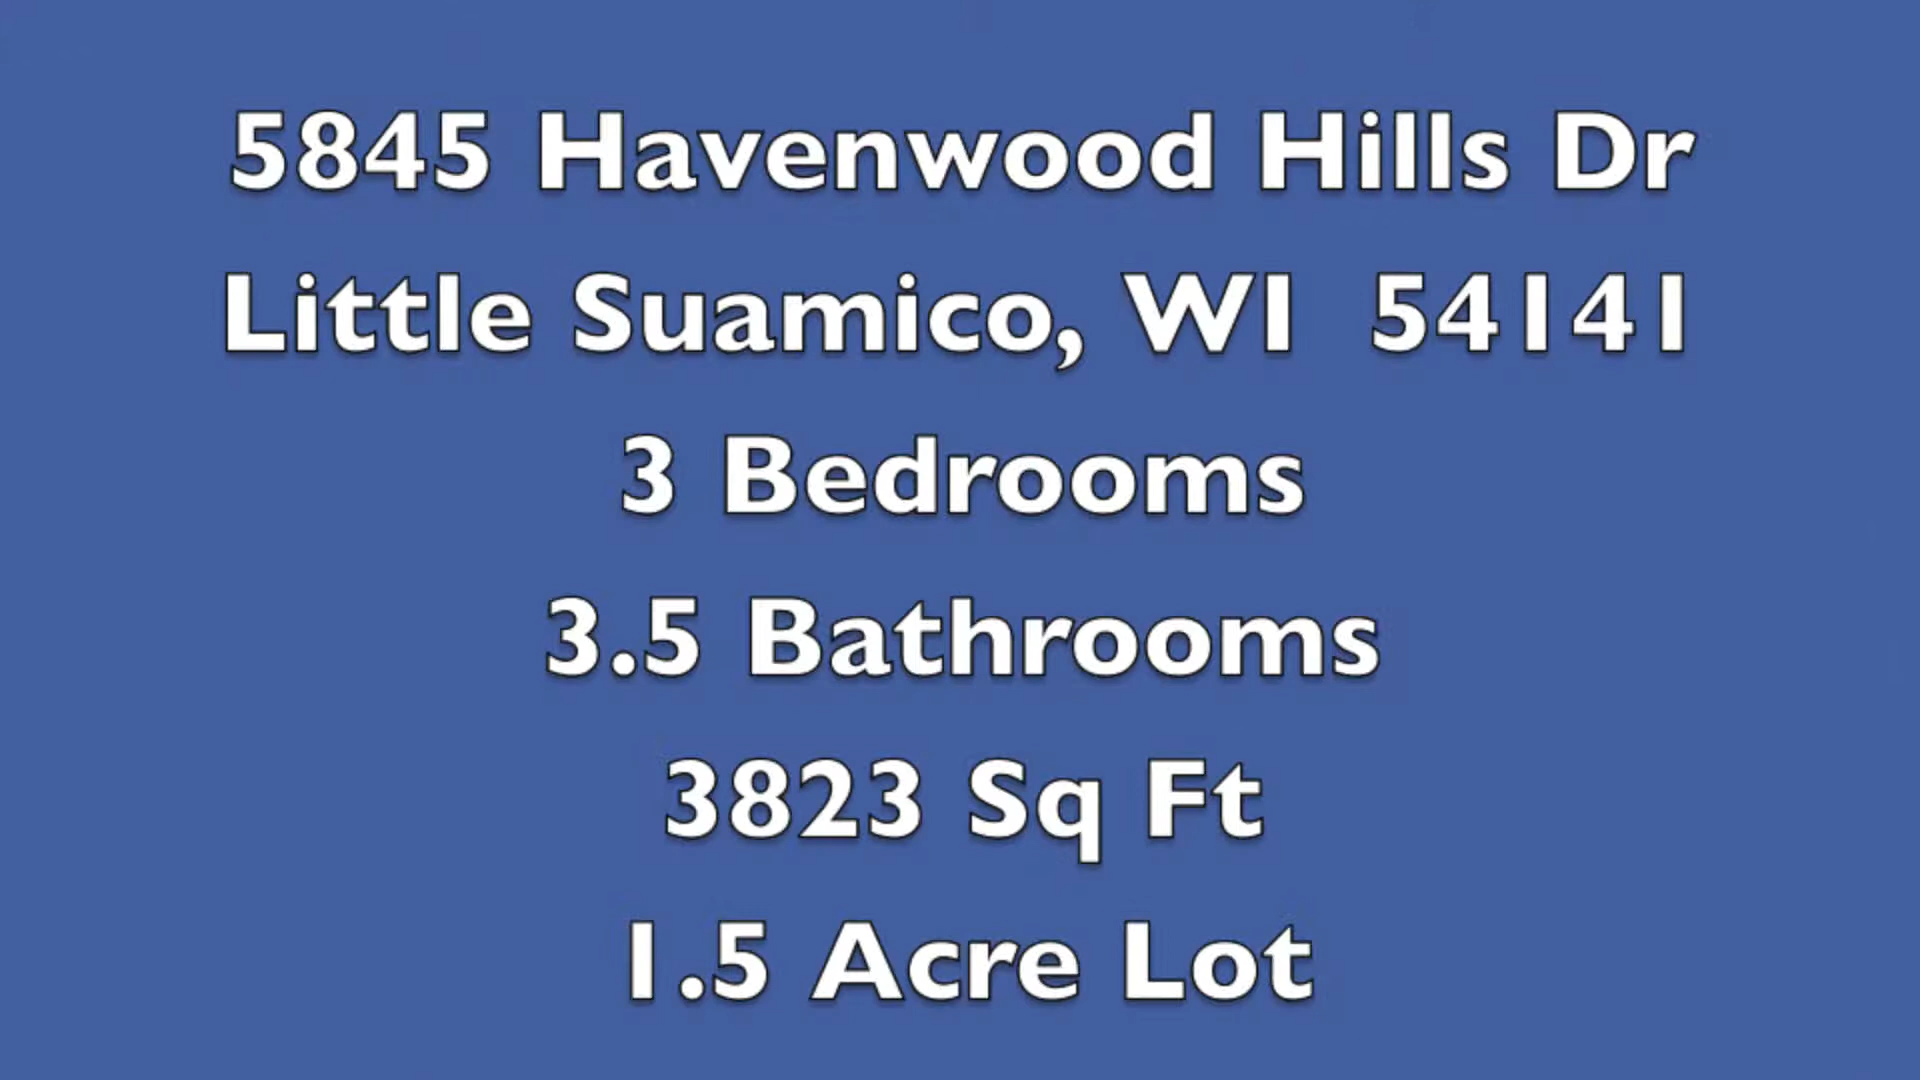 5845 Havenwood Hills Dr
Little Suamico, WI  54141
3 Bedrooms
3.5 Bathrooms
3823 Sq Ft
1.5 Acre Lot